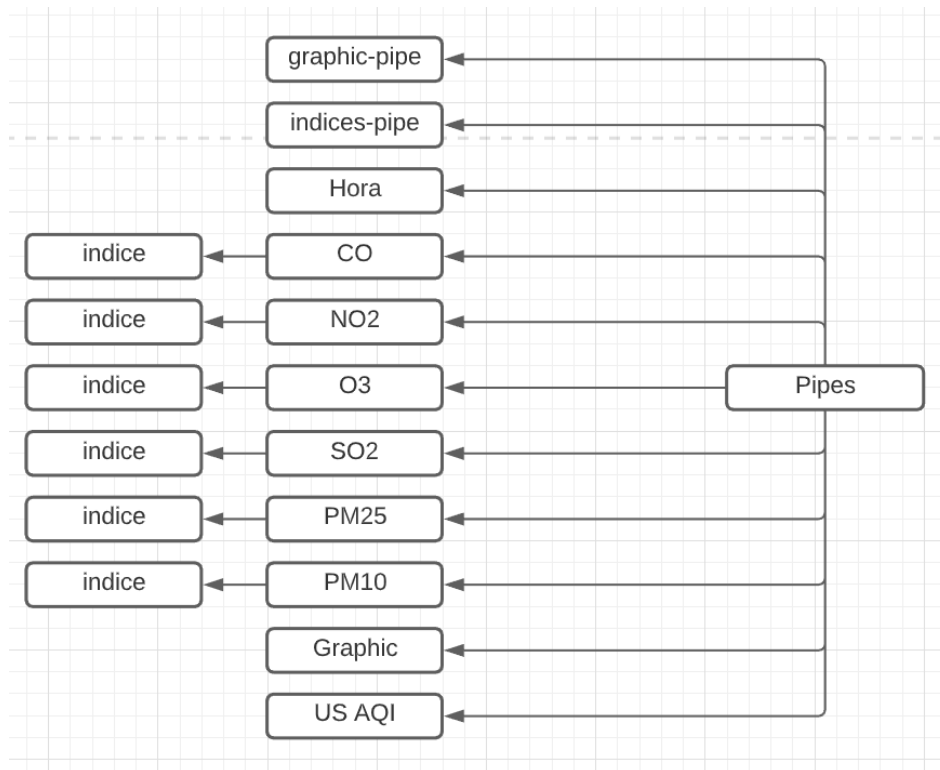 graphic-pipe
indices-pipe
Hora
indice CO
indice NO2
indice O3 Pipes
indice SO2
indice PM25
indice PM10
Graphic
US AQI